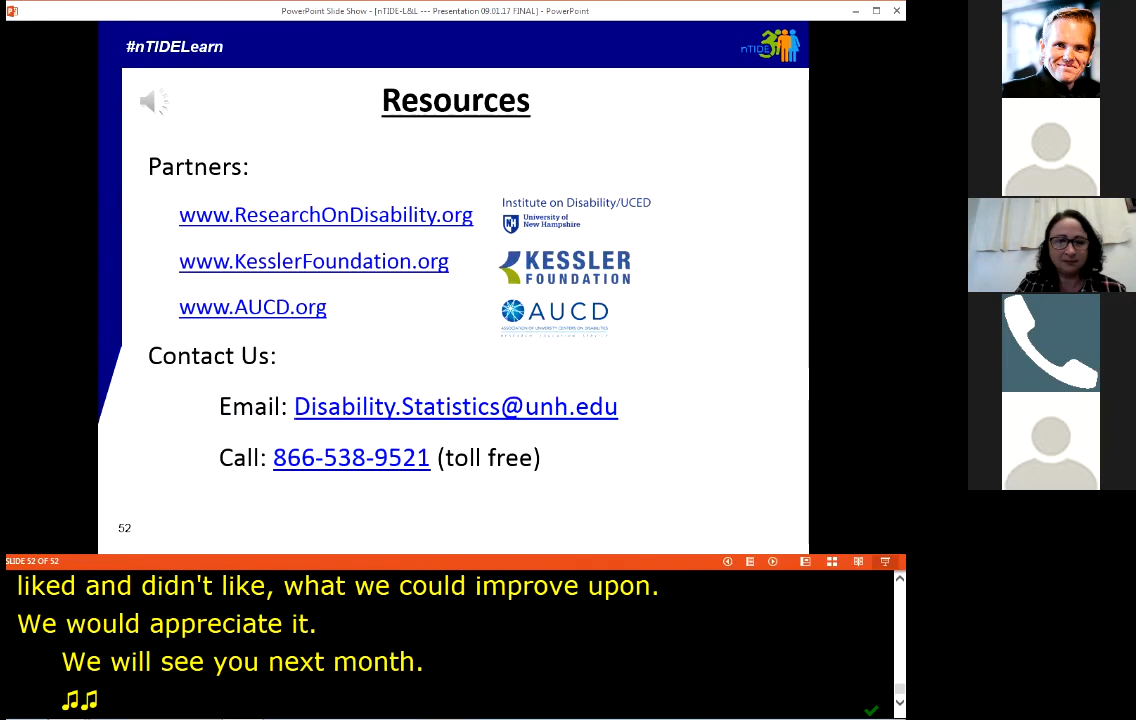 PowerPoint Slide Show - [nTIDE-L&L --- Presentation 09.01.17 FINAL] - PowerPoint
#nTIDELearn
nTIDE
Resources
Partners:
www.ResearchOnDisability.org
Institute on Disability/UCED
University of
New Hampshire
www.KesslerFoundation.org
KESSLER
FOUNDATION
www.AUCD.org
AUCD
ASSOCIATION OF UNIVERSITY CENTERS ON DISABILITIES
Contact Us:
Email: Disability.Statistics@unh.edu
Call: 866-538-9521 (toll free)
52
SLIDE 52 OF 52
liked and didn't like, what we could improve upon.
We would appreciate it.
We will see you next month.
♫♫